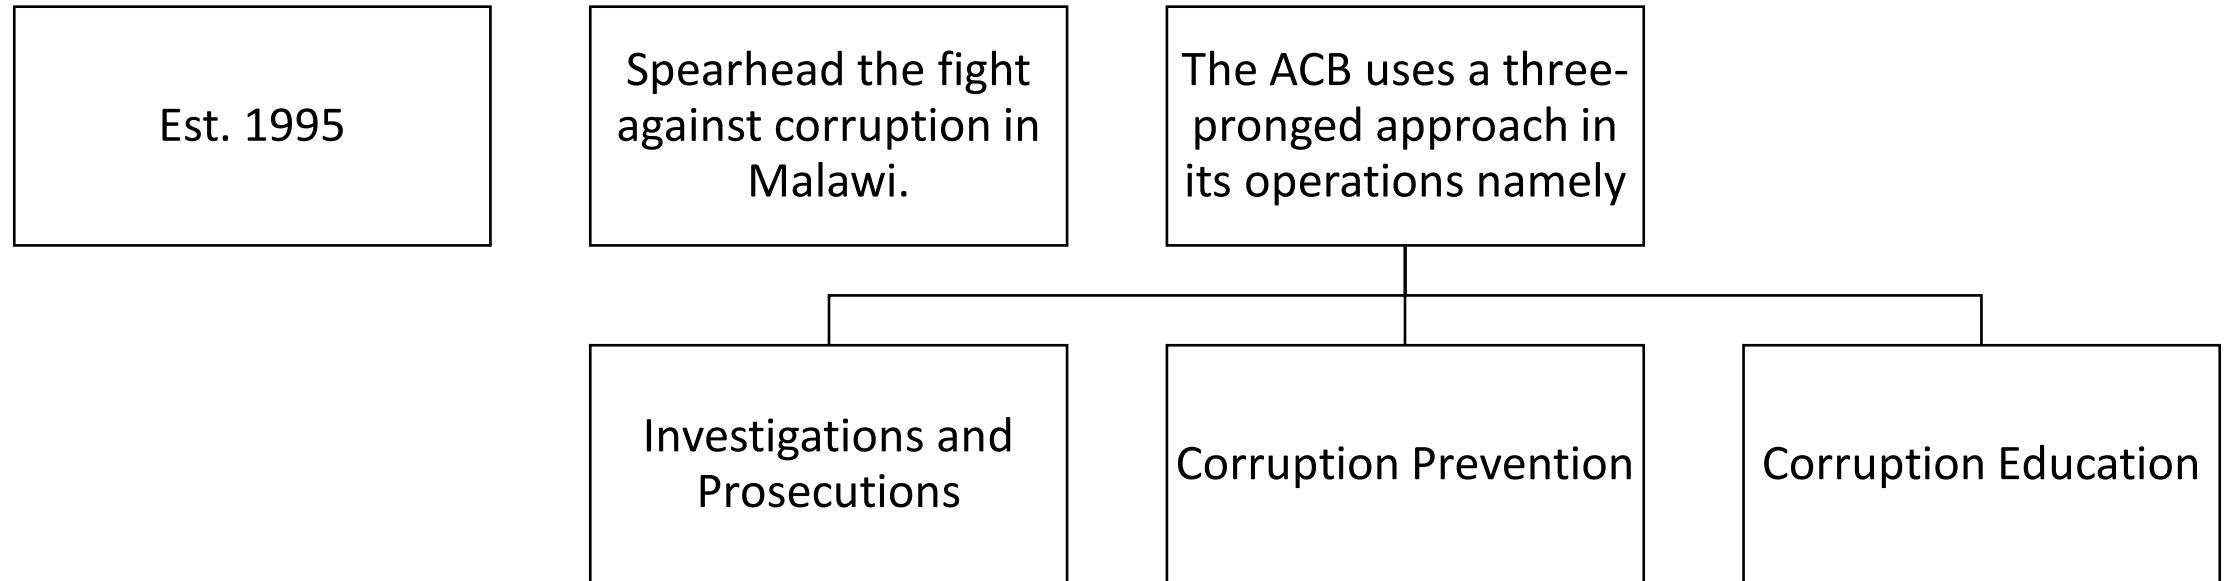 Est. 1995
Spearhead the fight
against corruption in
Malawi.
The ACB uses a three-
pronged approach in
its operations namely
Investigations and
Prosecutions
Corruption Prevention
Corruption Education